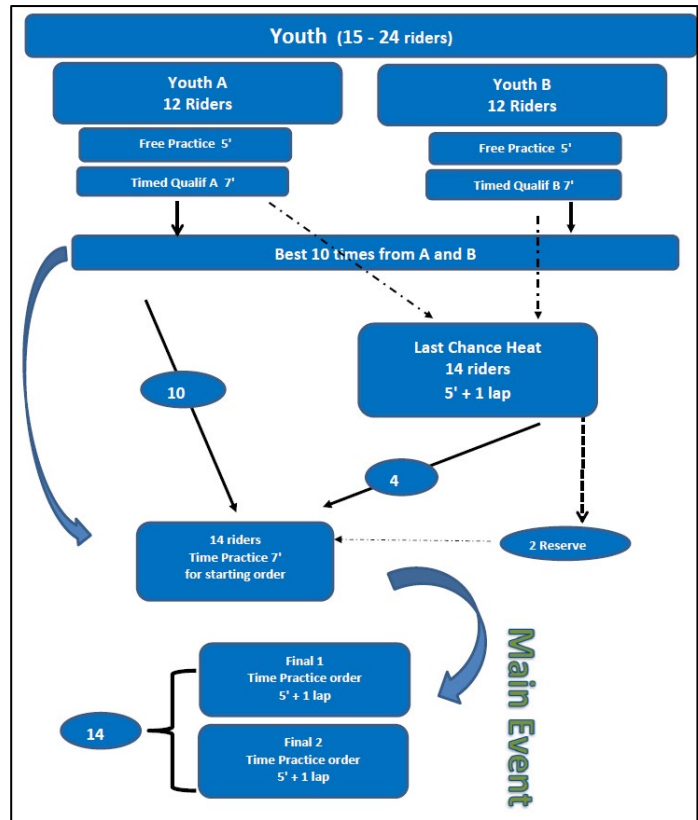 Youth (15 - 24 riders)
Youth A
12 Riders
Youth B
12 Riders
Free Practice 5'
Free Practice 5'
Timed Qualif A 7'
Timed Qualif B 7'
Best 10 times from A and B
Last Chance Heat
14 riders
5' + 1 lap
10
4
14 riders
Time Practice 7'
for starting order
2 Reserve
Main Event
Final 1
Time Practice order
5' + 1 lap
14
Final 2
Time Practice order
5' + 1 lap